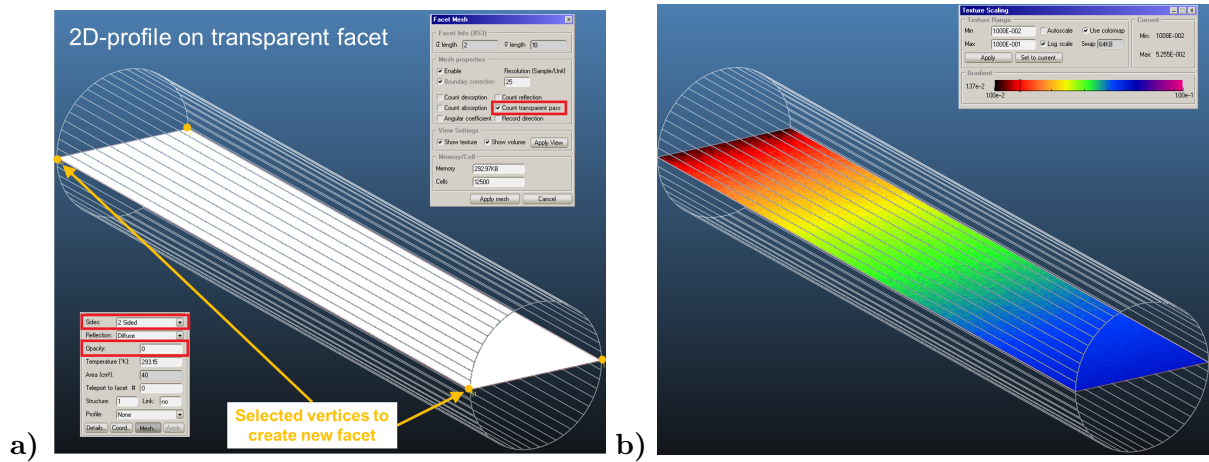 2D-profile on transparent facet
Facet Mesh
Facet Info (#53)
length 2 length 10
Mesh properties
Enable Resolution (Sample/Unit)
Boundary correction 25
Count desorption Count reflection
Count absorption Count transparent pass
Angular coefficient Record direction
View Settings
Show texture Show volume Apply View
Memory/Cell
Memory 292.97KB
Cells 12500
Apply mesh Cancel
Sides: 2 Sided
Reflection: Diffuse
Opacity: 0
Temperature (°K): 293.15
Area (cm²): 40
Teleport to facet # 0
Structure: 1 Link: no
Profile: None
Details.. Coord.. Mesh.. Apply
Selected vertices to
create new facet
a)
Texture Scaling
Texture Range Current
Min 1.000E-002 Autoscale Use colormap Min: 1.008E-002
Max 1.000E-001 Log scale Swap 64KB Max: 5.255E-002
Apply Set to current
Gradient
1.37e-2
1.00e-2 1.00e-1
b)